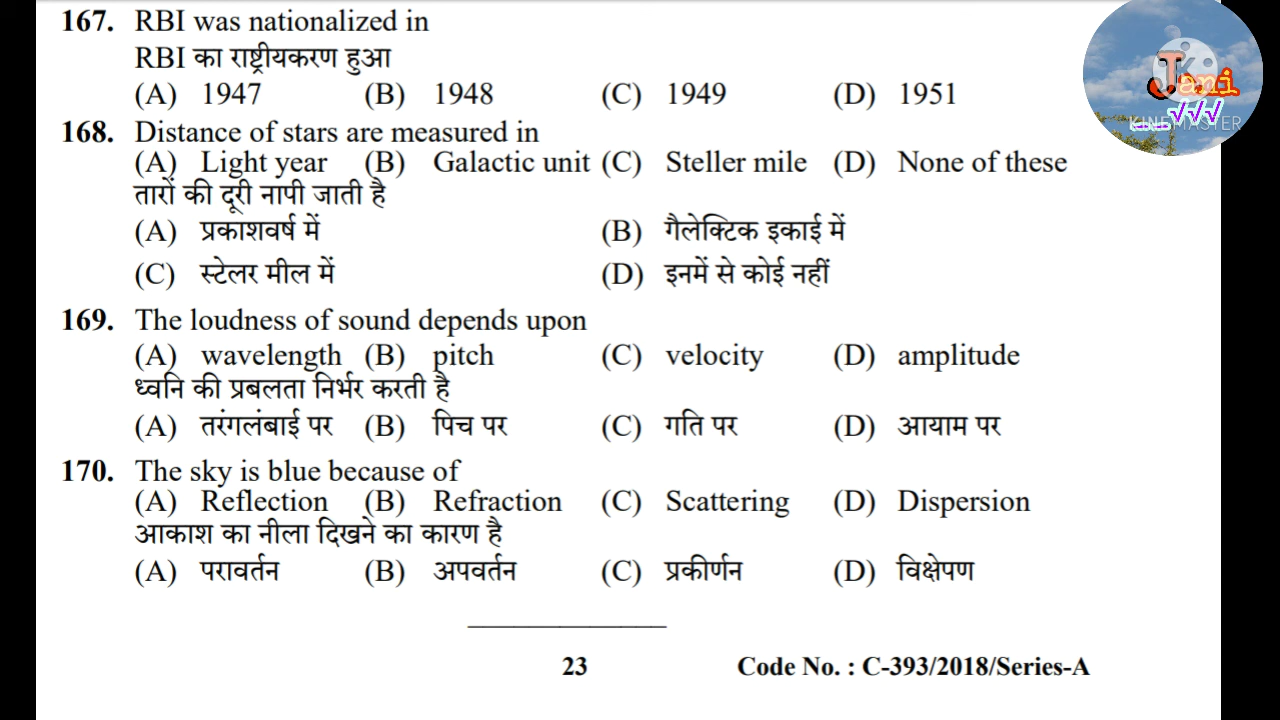 167. RBI was nationalized in
RBI का राष्ट्रीयकरण हुआ
(A) 1947 (B) 1948 (C) 1949 (D) 1951
168. Distance of stars are measured in
(A) Light year (B) Galactic unit (C) Steller mile (D) None of these
तारों की दूरी नापी जाती है
(A) प्रकाशवर्ष में (B) गैलेक्टिक इकाई में
(C) स्टेलर मील में (D) इनमें से कोई नहीं
169. The loudness of sound depends upon
(A) wavelength (B) pitch (C) velocity (D) amplitude
ध्वनि की प्रबलता निर्भर करती है
(A) तरंगलंबाई पर (B) पिच पर (C) गति पर (D) आयाम पर
170. The sky is blue because of
(A) Reflection (B) Refraction (C) Scattering (D) Dispersion
आकाश का नीला दिखने का कारण है
(A) परावर्तन (B) अपवर्तन (C) प्रकीर्णन (D) विक्षेपण
23 Code No. : C-393/2018/Series-A
Jani
√√√
KINEMASTER